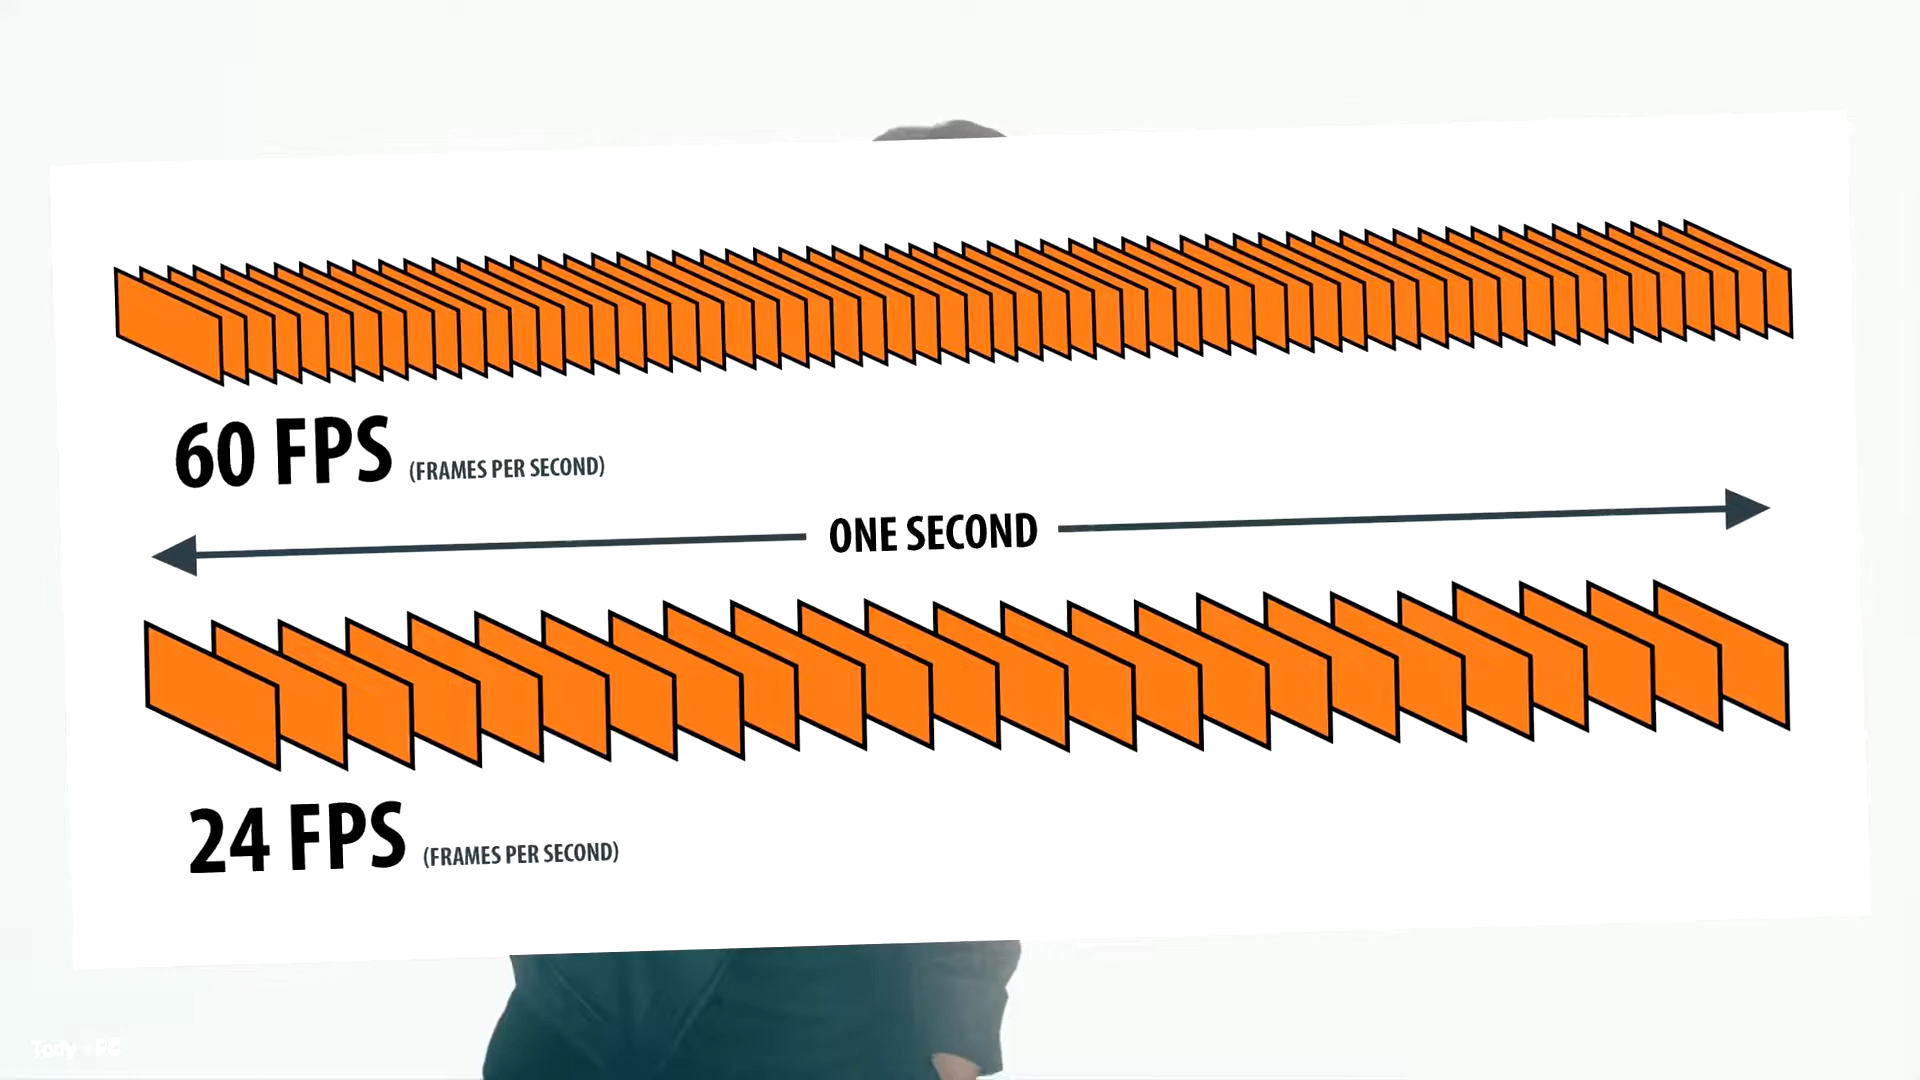 60 FPS (FRAMES PER SECOND)
ONE SECOND
24 FPS (FRAMES PER SECOND)